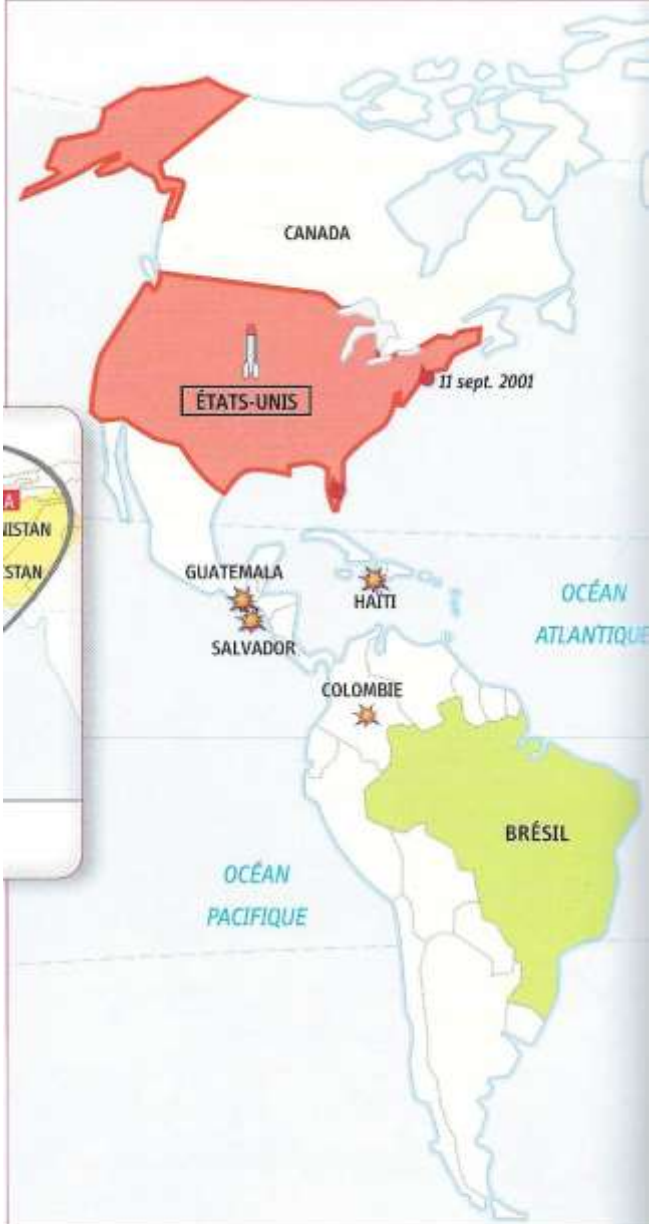 CANADA
ÉTATS-UNIS
11 sept. 2001
A
NISTAN
STAN
GUATEMALA
HAÏTI
SALVADOR
OCÉAN
ATLANTIQUE
COLOMBIE
BRÉSIL
OCÉAN
PACIFIQUE